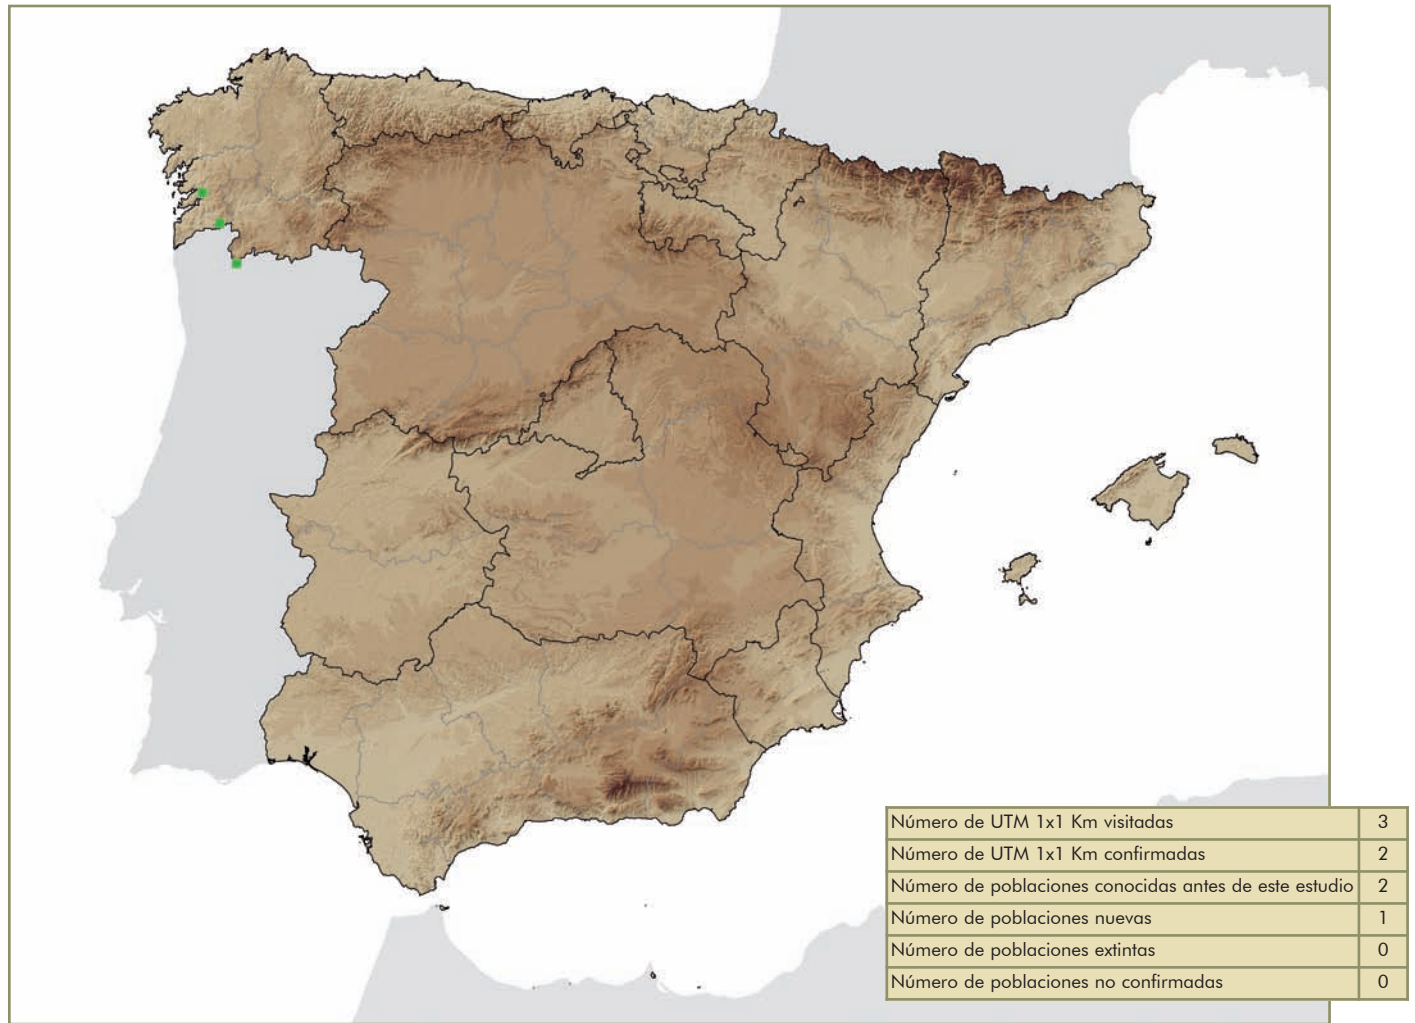 Número de UTM 1x1 Km visitadas 3
Número de UTM 1x1 Km confirmadas 2
Número de poblaciones conocidas antes de este estudio 2
Número de poblaciones nuevas 1
Número de poblaciones extintas 0
Número de poblaciones no confirmadas 0